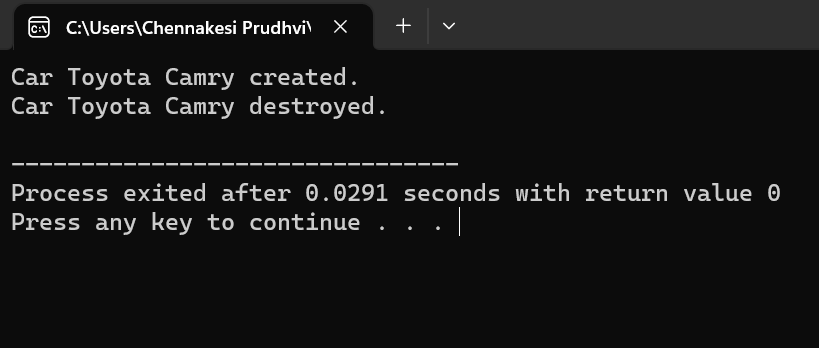 C:\Users\Chennakesi Prudhvi\
Car Toyota Camry created.
Car Toyota Camry destroyed.
--------------------------------
Process exited after 0.0291 seconds with return value 0
Press any key to continue . . .